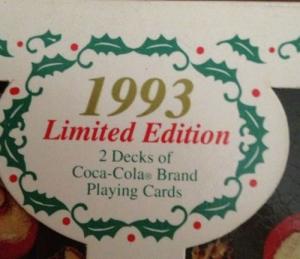 1993
Limited Edition
2 Decks of
Coca-Cola® Brand
Playing Cards